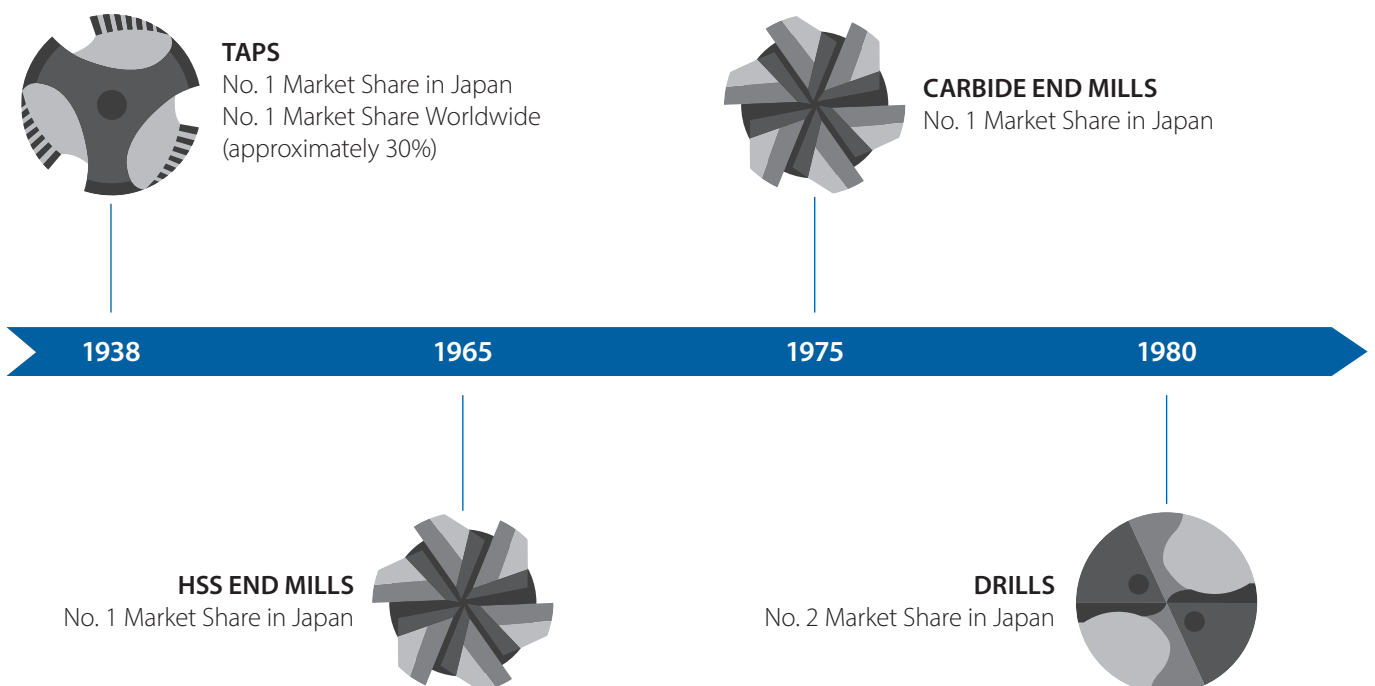 TAPS
No. 1 Market Share in Japan
No. 1 Market Share Worldwide
(approximately 30%)
CARBIDE END MILLS
No. 1 Market Share in Japan
1938
1965
1975
1980
HSS END MILLS
No. 1 Market Share in Japan
DRILLS
No. 2 Market Share in Japan